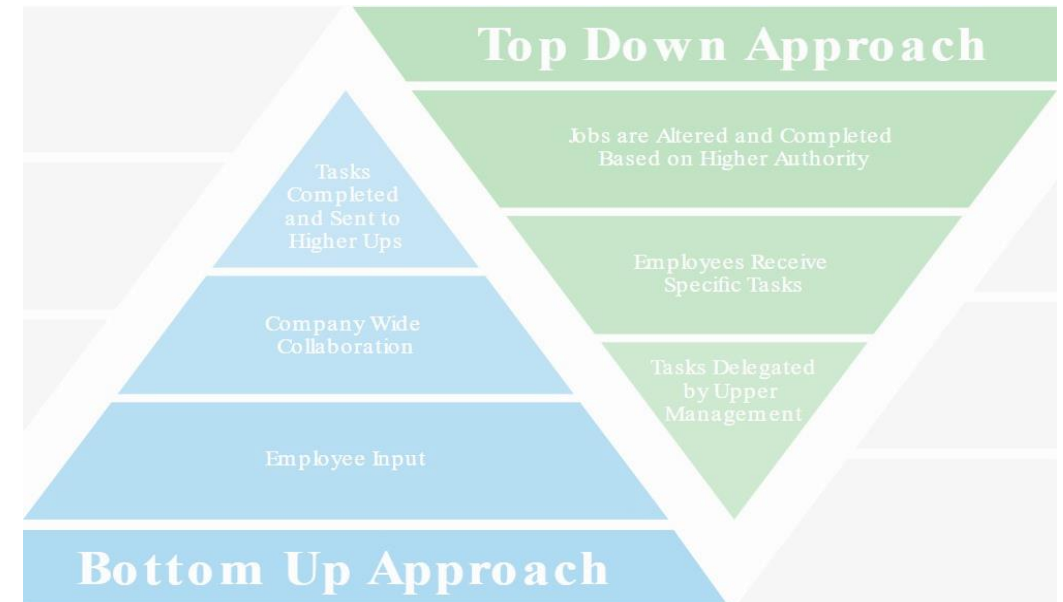 Top Down Approach
Jobs are Altered and Completed
Based on Higher Authority
Employees Receive
Specific Tasks
Tasks Delegated
by Upper
Management
Tasks
Completed
and Sent to
Higher Ups
Company Wide
Collaboration
Employee Input
Bottom Up Approach